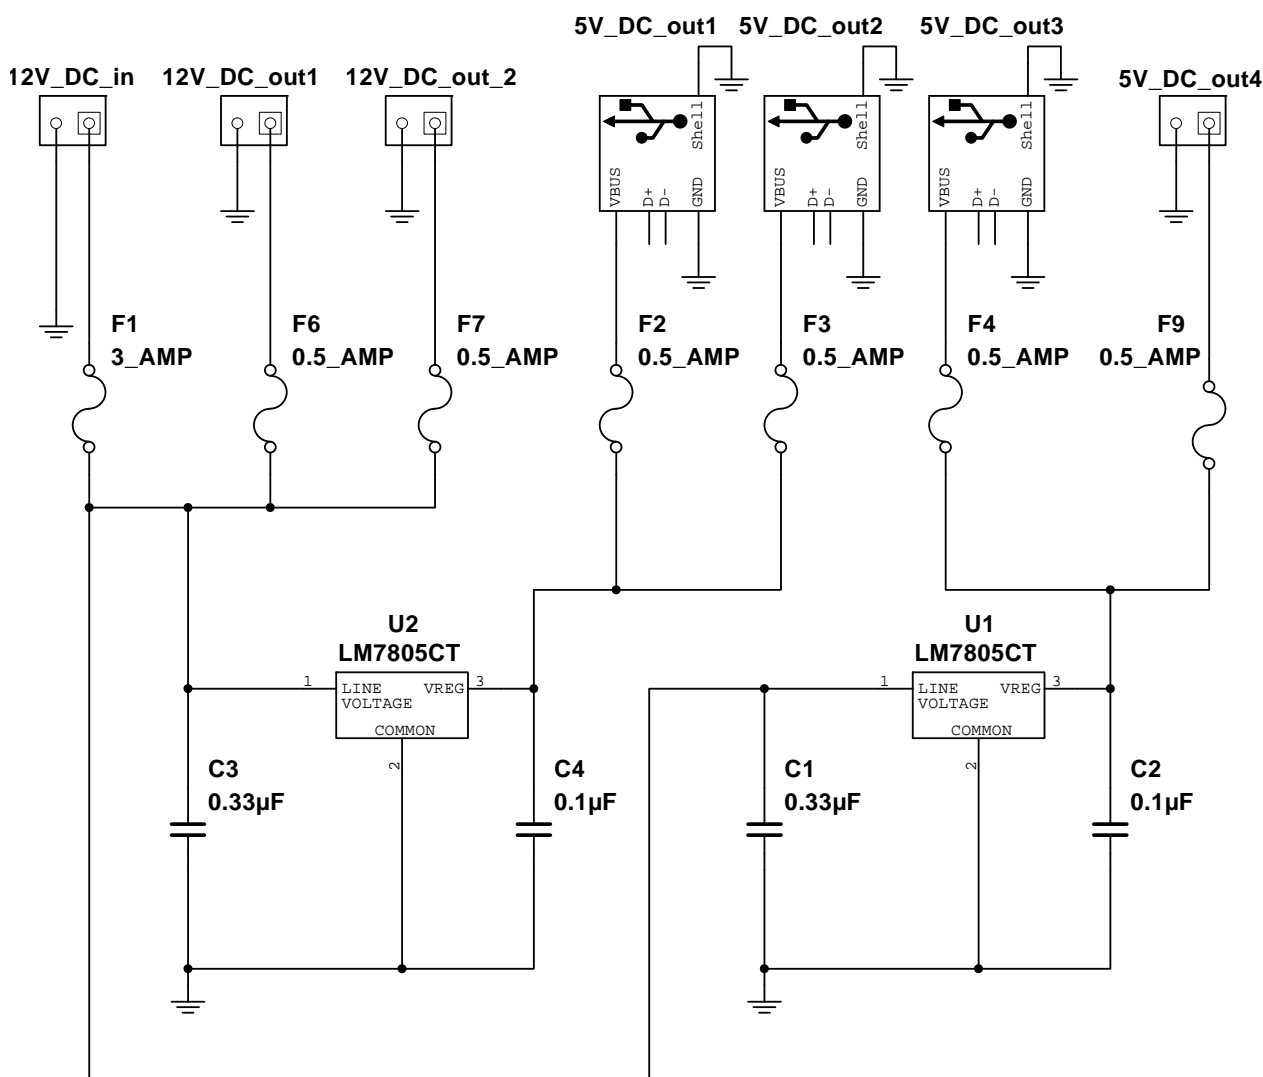 5V_DC_out1 5V_DC_out2 5V_DC_out3
12V_DC_in 12V_DC_out1 12V_DC_out_2 5V_DC_out4
Shell Shell Shell
VBUS D+ D- GND VBUS D+ D- GND VBUS D+ D- GND
F1 F6 F7 F2 F3 F4 F9
3_AMP 0.5_AMP 0.5_AMP 0.5_AMP 0.5_AMP 0.5_AMP 0.5_AMP
U2 U1
LM7805CT LM7805CT
1 LINE VREG 3 1 LINE VREG 3
VOLTAGE VOLTAGE
COMMON COMMON
2 2
C3 C4 C1 C2
0.33µF 0.1µF 0.33µF 0.1µF